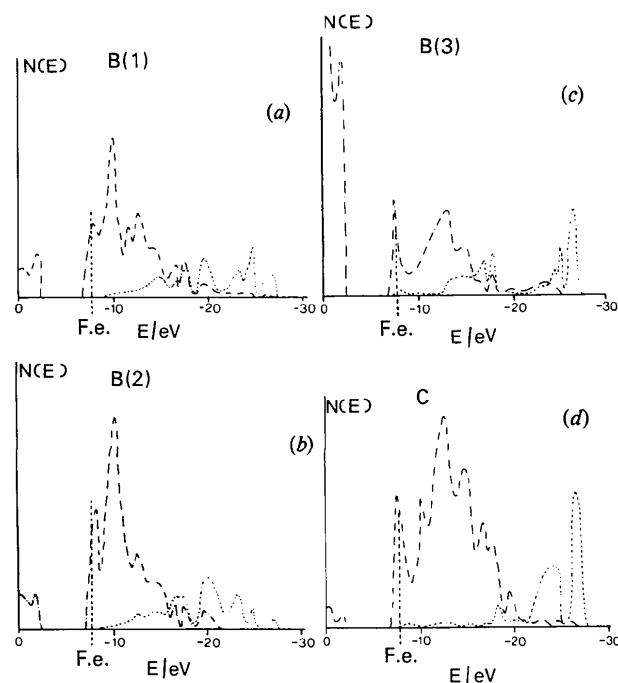 N(E)
B(1)
(a)
0
-10
-20
-30
F.e.
E/eV
N(E)
B(3)
(c)
0
-10
-20
-30
F.e.
E/eV
N(E)
B(2)
(b)
0
-10
-20
-30
F.e.
E/eV
N(E)
C
(d)
0
-10
-20
-30
F.e.
E/eV